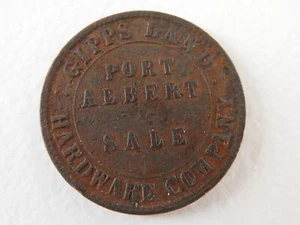 GIPPS LAND
HARDWARE COMPANY
PORT
ALBERT
SALE